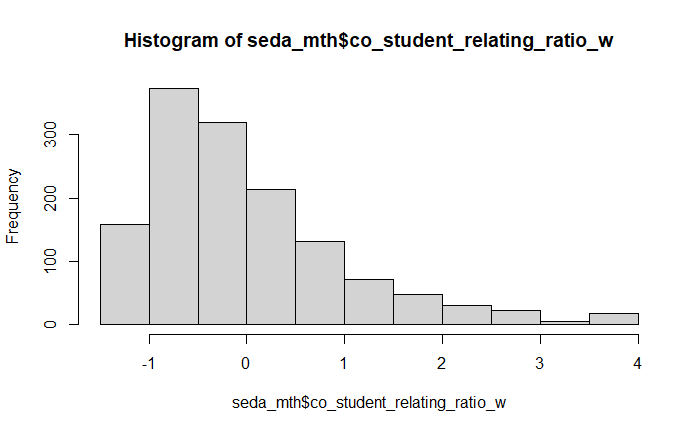 Histogram of seda_mth$co_student_relating_ratio_w
Frequency
300
200
100
0
-1 0 1 2 3 4
seda_mth$co_student_relating_ratio_w